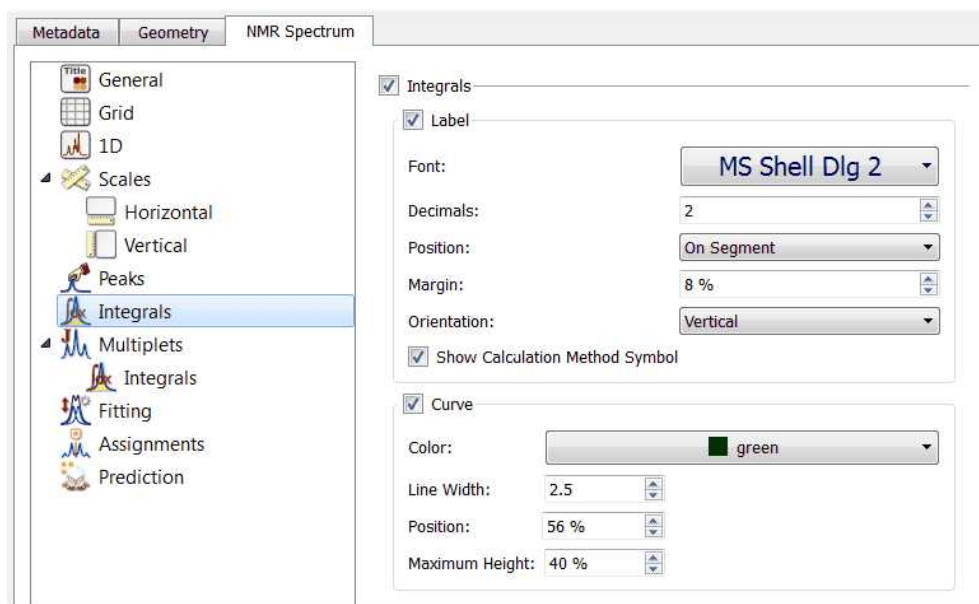 Metadata Geometry NMR Spectrum
Title
General
Grid
1D
Scales
Horizontal
Vertical
Peaks
Integrals
Multiplets
Integrals
Fitting
Assignments
Prediction
Integrals
Label
Font: MS Shell Dlg 2
Decimals: 2
Position: On Segment
Margin: 8 %
Orientation: Vertical
Show Calculation Method Symbol
Curve
Color: green
Line Width: 2.5
Position: 56 %
Maximum Height: 40 %